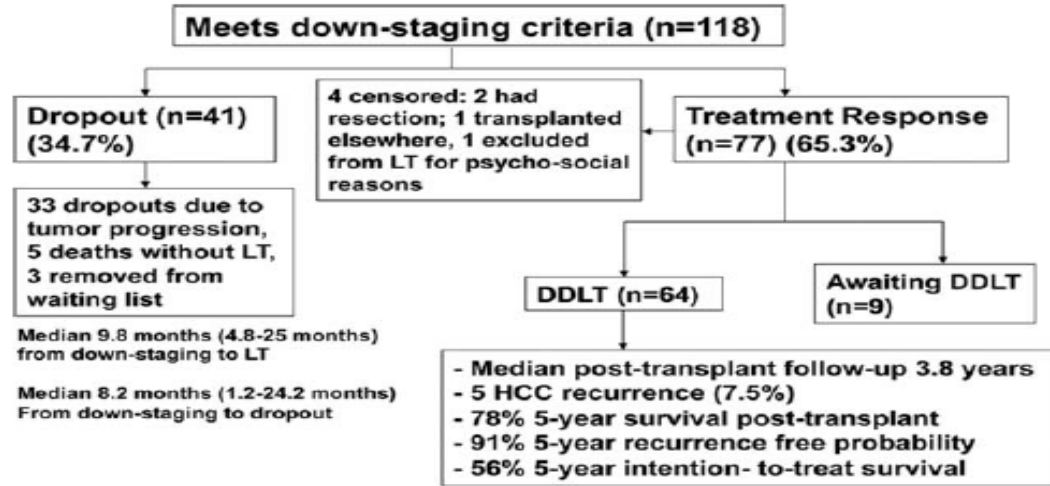 Meets down-staging criteria (n=118)
Dropout (n=41)
(34.7%)
4 censored: 2 had
resection; 1 transplanted
elsewhere, 1 excluded
from LT for psycho-social
reasons
Treatment Response
(n=77) (65.3%)
33 dropouts due to
tumor progression,
5 deaths without LT,
3 removed from
waiting list
DDLT (n=64)
Awaiting DDLT
(n=9)
Median 9.8 months (4.8-25 months)
from down-staging to LT
Median 8.2 months (1.2-24.2 months)
From down-staging to dropout
- Median post-transplant follow-up 3.8 years
- 5 HCC recurrence (7.5%)
- 78% 5-year survival post-transplant
- 91% 5-year recurrence free probability
- 56% 5-year intention- to-treat survival